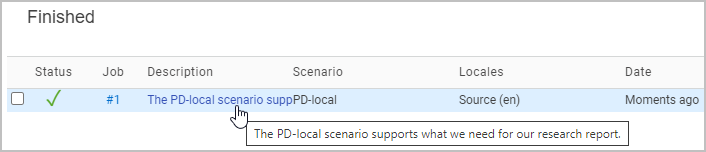 Finished
Status Job Description Scenario Locales Date
#1 The PD-local scenario supp PD-local Source (en) Moments ago
The PD-local scenario supports what we need for our research report.